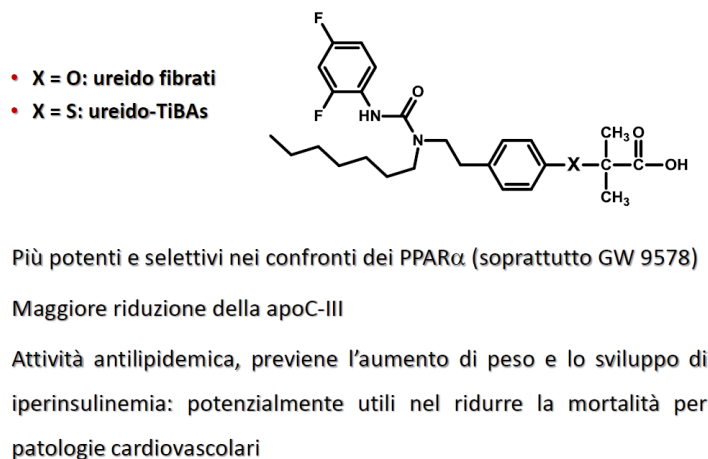 F
• X = O: ureido fibrati
• X = S: ureido-TiBAs
F
HN
O
N
CH3 O
X–C–C–OH
CH3
Più potenti e selettivi nei confronti dei PPARα (soprattutto GW 9578)
Maggiore riduzione della apoC-III
Attività antilipidemica, previene l’aumento di peso e lo sviluppo di
iperinsulinemia: potenzialmente utili nel ridurre la mortalità per
patologie cardiovascolari